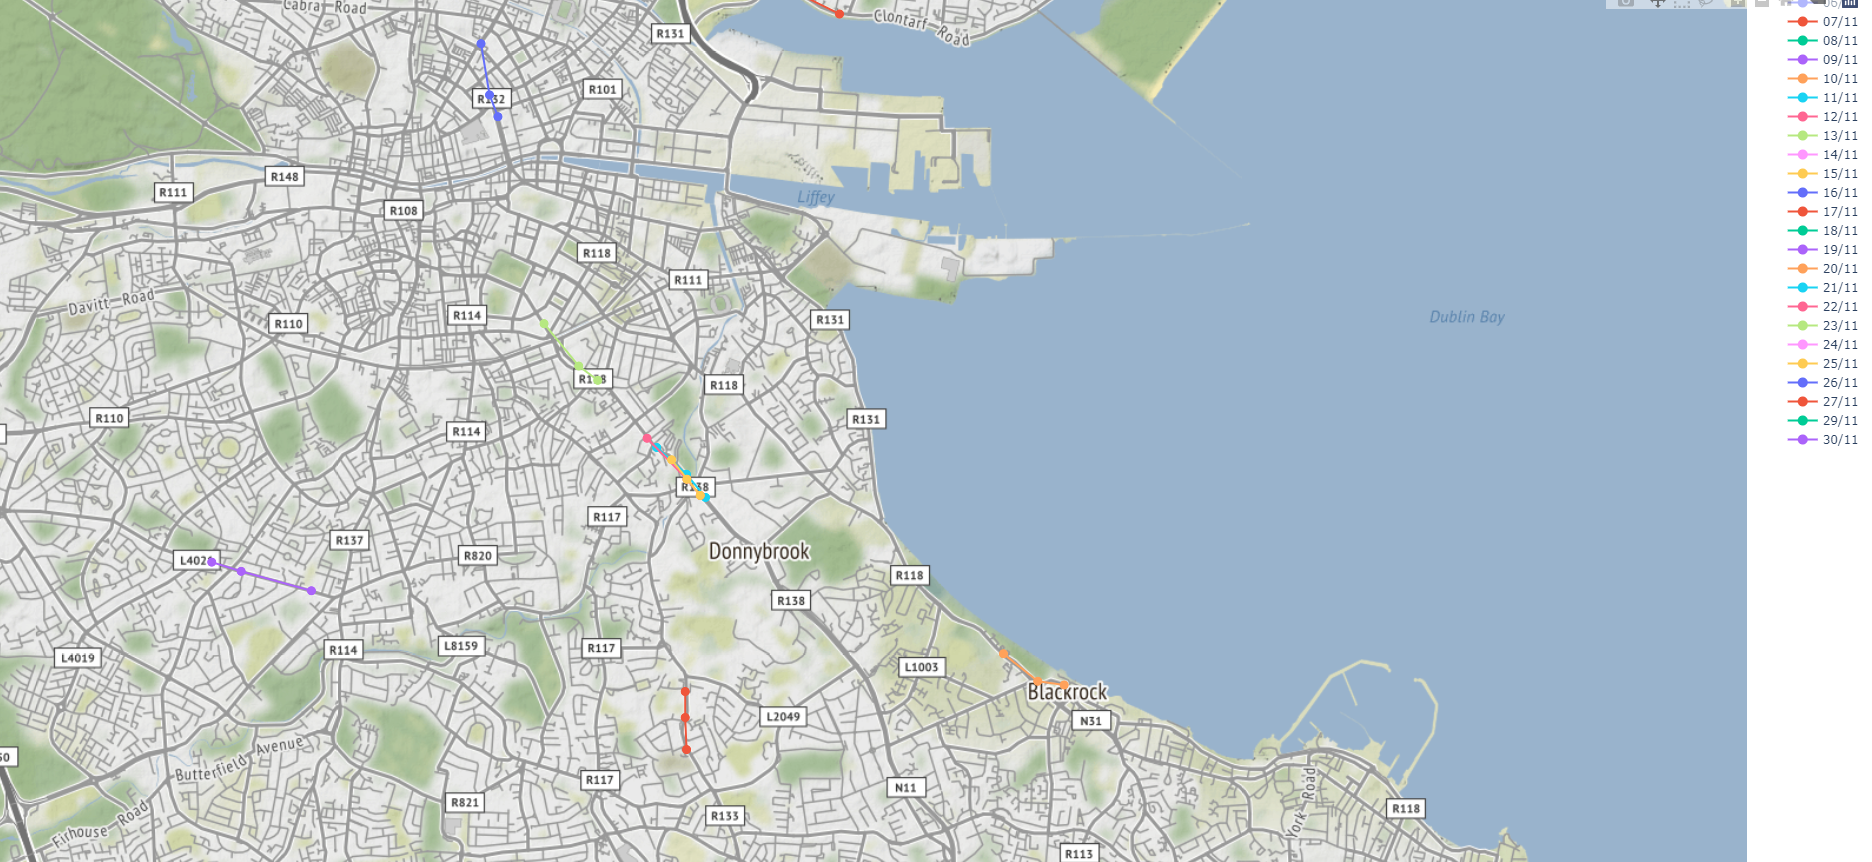 Cabra Road
Clontarf Road
R131
R132
R101
R148
R111
R108
Liffey
R118
R111
Davitt Road
R110
R114
R131
Dublin Bay
R118
R110
R114
R131
R138
R117
R137
Donnybrook
R820
L402
R118
R138
R117
L8159
R114
L4019
L1003
Blackrock
L2049
N31
Butterfield Avenue
R117
N11
York Road
R821
R118
R133
Firhouse Road
R113
06/
07/11
08/11
09/11
10/11
11/11
12/11
13/11
14/11
15/11
16/11
17/11
18/11
19/11
20/11
21/11
22/11
23/11
24/11
25/11
26/11
27/11
29/11
30/11